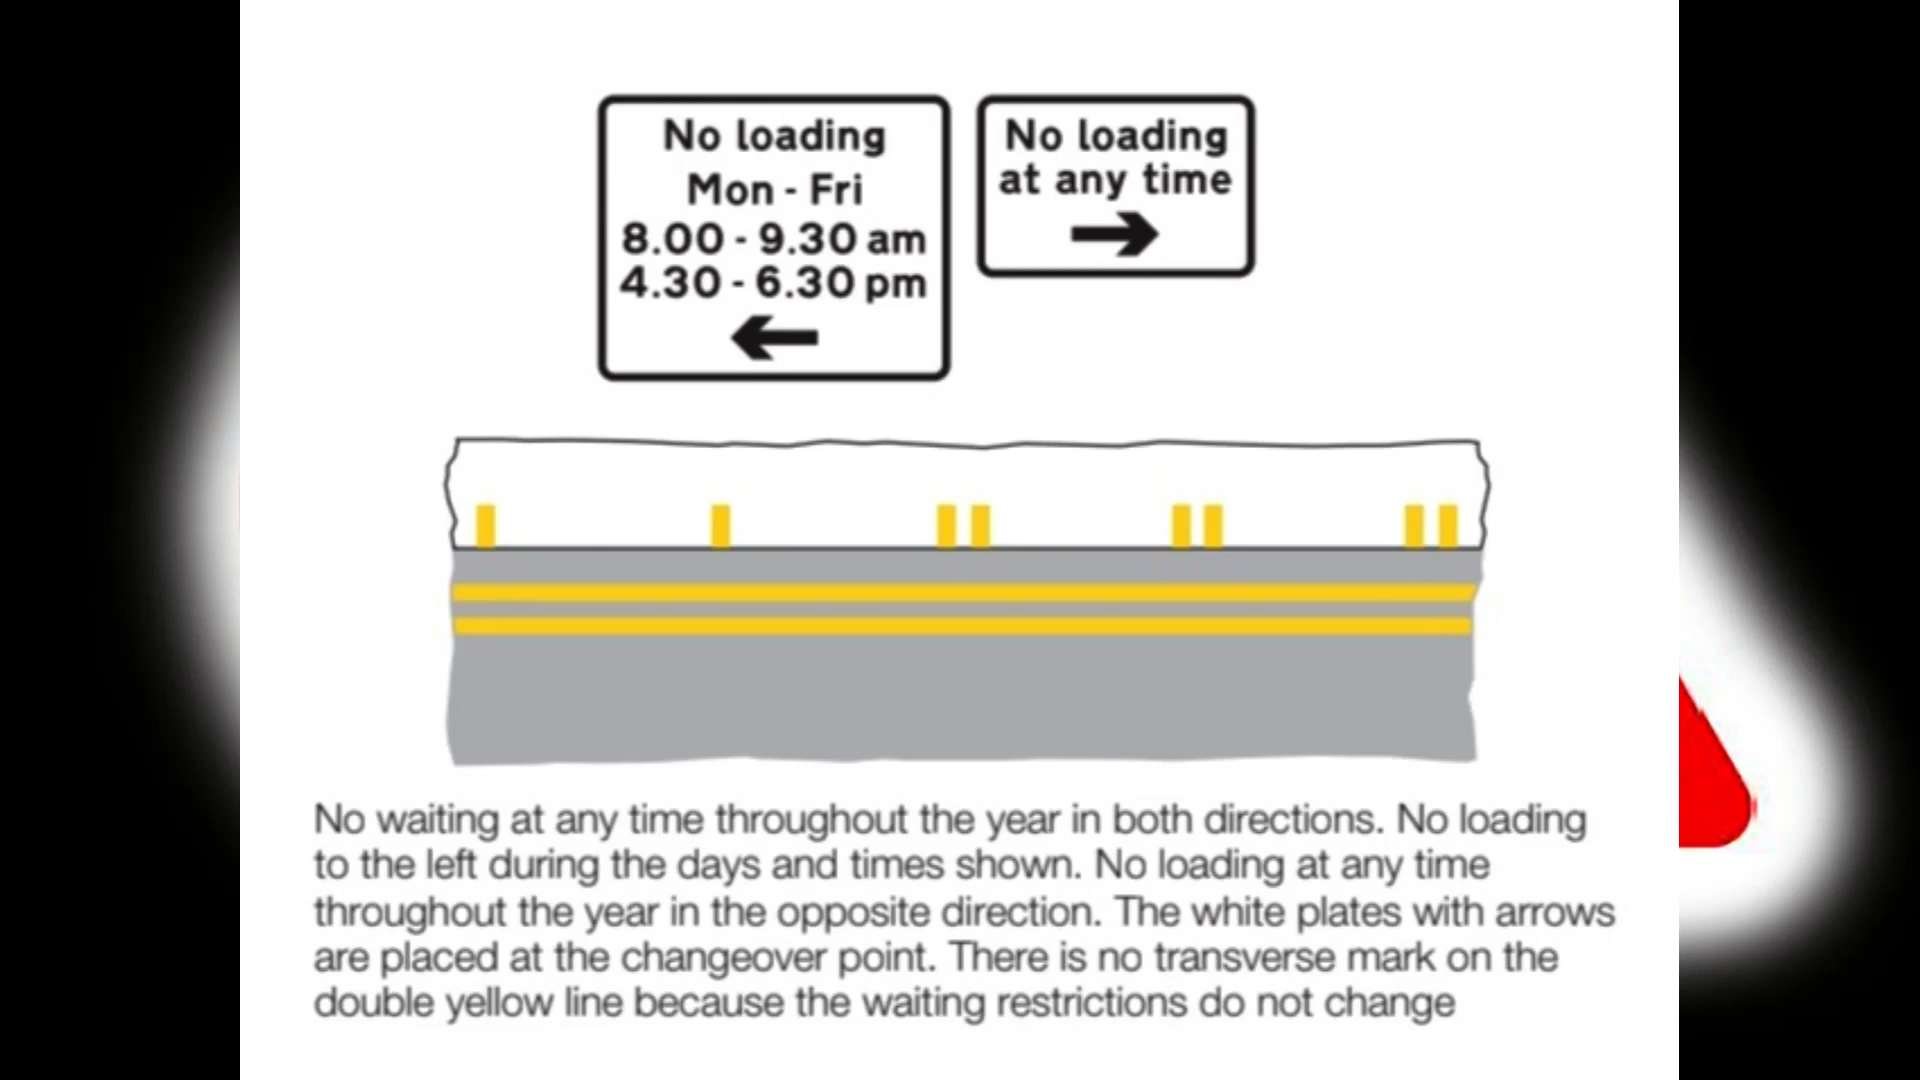 No loading
Mon - Fri
8.00 - 9.30 am
4.30 - 6.30 pm
No loading
at any time
No waiting at any time throughout the year in both directions. No loading
to the left during the days and times shown. No loading at any time
throughout the year in the opposite direction. The white plates with arrows
are placed at the changeover point. There is no transverse mark on the
double yellow line because the waiting restrictions do not change